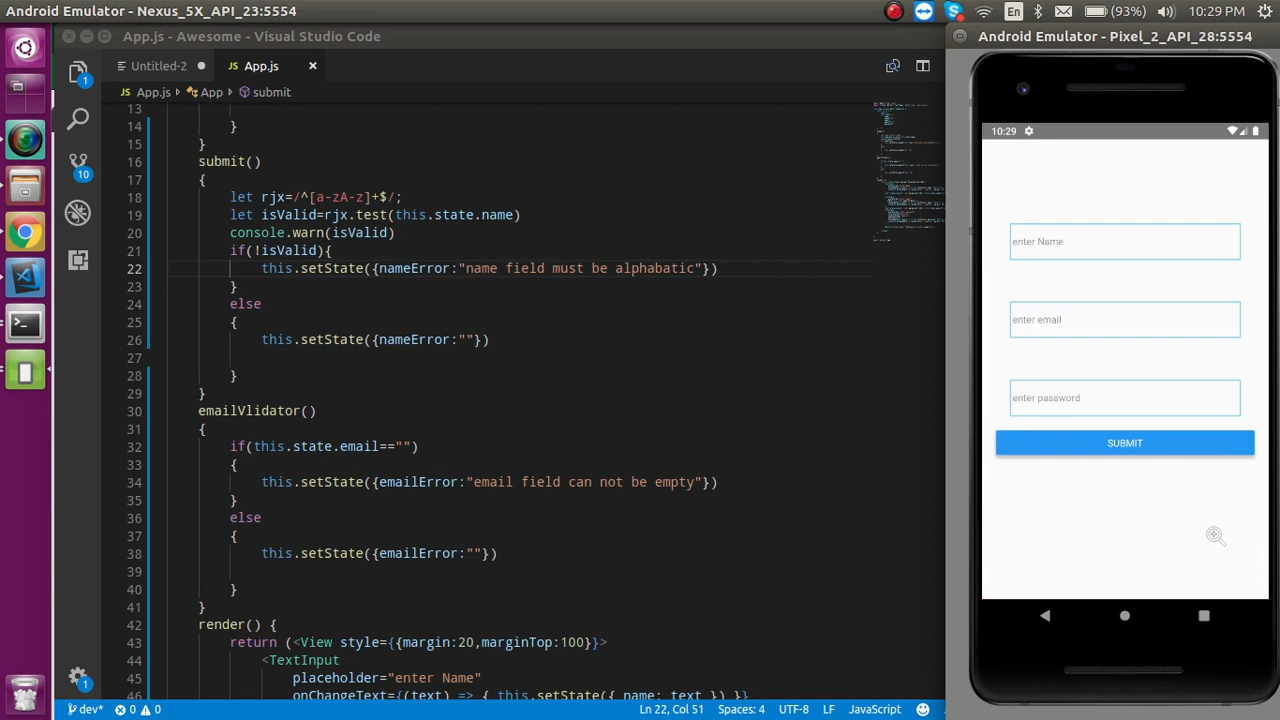 Android Emulator - Nexus_5X_API_23:5554
En
(93%)
10:29 PM
App.js - Awesome - Visual Studio Code
Android Emulator - Pixel_2_API_28:5554
Untitled-2
App.js
App.js
App
submit
13
14 }
15 }
16 submit()
17 {
18 let rjx=/^[a-zA-z]+$/;
19 let isValid=rjx.test(this.state.name)
20 console.warn(isValid)
21 if(!isValid){
22 this.setState({nameError:"name field must be alphabatic"})
23 }
24 else
25 {
26 this.setState({nameError:""})
27
28 }
29 }
30 emailVlidator()
31 {
32 if(this.state.email=="")
33 {
34 this.setState({emailError:"email field can not be empty"})
35 }
36 else
37 {
38 this.setState({emailError:""})
39
40 }
41 }
42 render() {
43 return (<View style={{margin:20,marginTop:100}}>
44 <TextInput
45 placeholder="enter Name"
46 onChangeText={(text) => { this.setState({ name: text }) }}
1
10
1
dev*
0
0
Ln 22, Col 51
Spaces: 4
UTF-8
LF
JavaScript
10:29
enter Name
enter email
enter password
SUBMIT